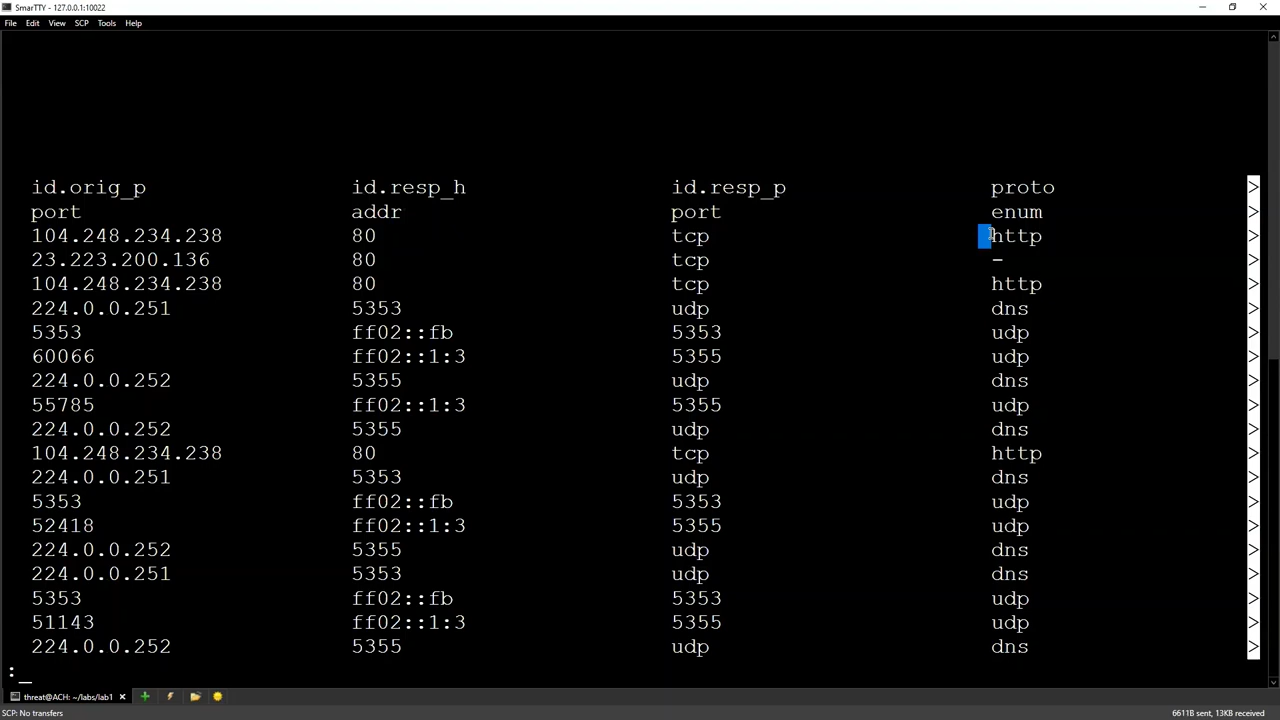 SmarTTY - 127.0.0.1:10022
File Edit View SCP Tools Help
id.orig_p id.resp_h id.resp_p proto >
port addr port enum >
104.248.234.238 80 tcp http >
23.223.200.136 80 tcp - >
104.248.234.238 80 tcp http >
224.0.0.251 5353 udp dns >
5353 ff02::fb 5353 udp >
60066 ff02::1:3 5355 udp >
224.0.0.252 5355 udp dns >
55785 ff02::1:3 5355 udp >
224.0.0.252 5355 udp dns >
104.248.234.238 80 tcp http >
224.0.0.251 5353 udp dns >
5353 ff02::fb 5353 udp >
52418 ff02::1:3 5355 udp >
224.0.0.252 5355 udp dns >
224.0.0.251 5353 udp dns >
5353 ff02::fb 5353 udp >
51143 ff02::1:3 5355 udp >
224.0.0.252 5355 udp dns >
:_
threat@ACH: ~/labs/lab1
SCP: No transfers 6611B sent, 13KB received